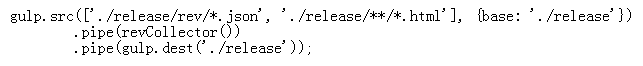 gulp.src(['./release/rev/*.json', './release/**/*.html'], {base: './release'})
.pipe(revCollector())
.pipe(gulp.dest('./release'));